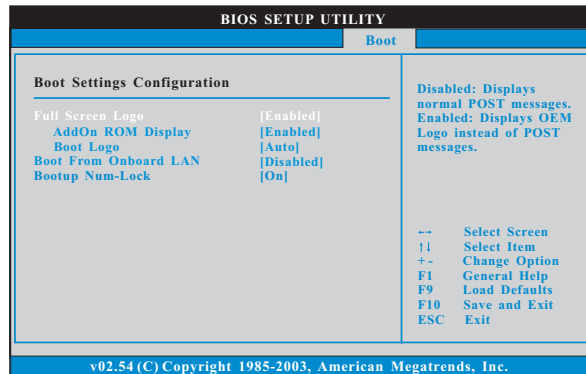 BIOS SETUP UTILITY
Boot
Boot Settings Configuration
Full Screen Logo [Enabled]
AddOn ROM Display [Enabled]
Boot Logo [Auto]
Boot From Onboard LAN [Disabled]
Bootup Num-Lock [On]
Disabled: Displays
normal POST messages.
Enabled: Displays OEM
Logo instead of POST
messages.
←→ Select Screen
↑↓ Select Item
+ - Change Option
F1 General Help
F9 Load Defaults
F10 Save and Exit
ESC Exit
v02.54 (C) Copyright 1985-2003, American Megatrends, Inc.